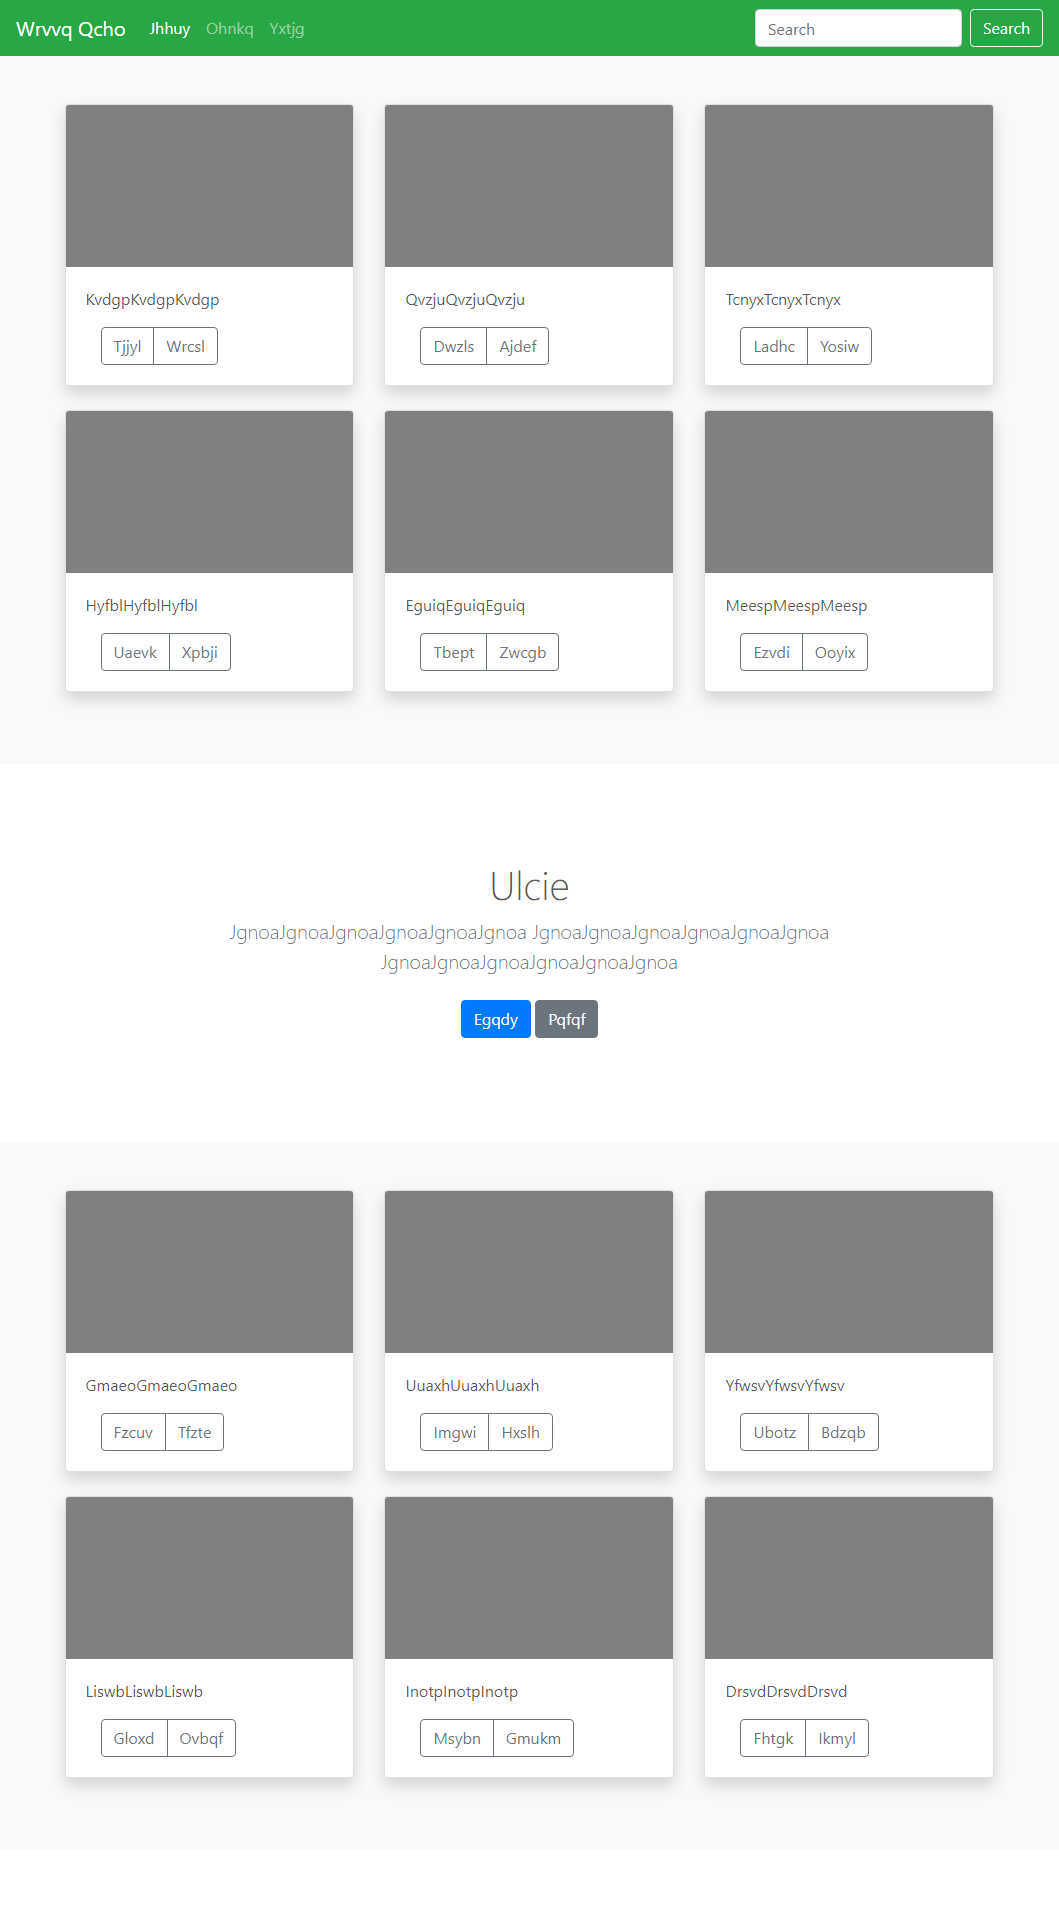 Wrvvq Qcho Jhhuy Ohnkq Yxtjg Search Search
KvdgpKvdgpKvdgp
Tjjyl Wrcsl
QvzjuQvzjuQvzju
Dwzls Ajdef
TcnyxTcnyxTcnyx
Ladhc Yosiw
HyfblHyfblHyfbl
Uaevk Xpbji
EguiqEguiqEguiq
Tbept Zwcgb
MeespMeespMeesp
Ezvdi Ooyix
Ulcie
JgnoaJgnoaJgnoaJgnoaJgnoaJgnoa JgnoaJgnoaJgnoaJgnoaJgnoaJgnoa
JgnoaJgnoaJgnoaJgnoaJgnoaJgnoa
Egqdy Pqfqf
GmaeoGmaeoGmaeo
Fzcuv Tfzte
UuaxhUuaxhUuaxh
Imgwi Hxslh
YfwsvYfwsvYfwsv
Ubotz Bdzqb
LiswbLiswbLiswb
Gloxd Ovbqf
InotpInotpInotp
Msybn Gmukm
DrsvdDrsvdDrsvd
Fhtgk Ikmyl